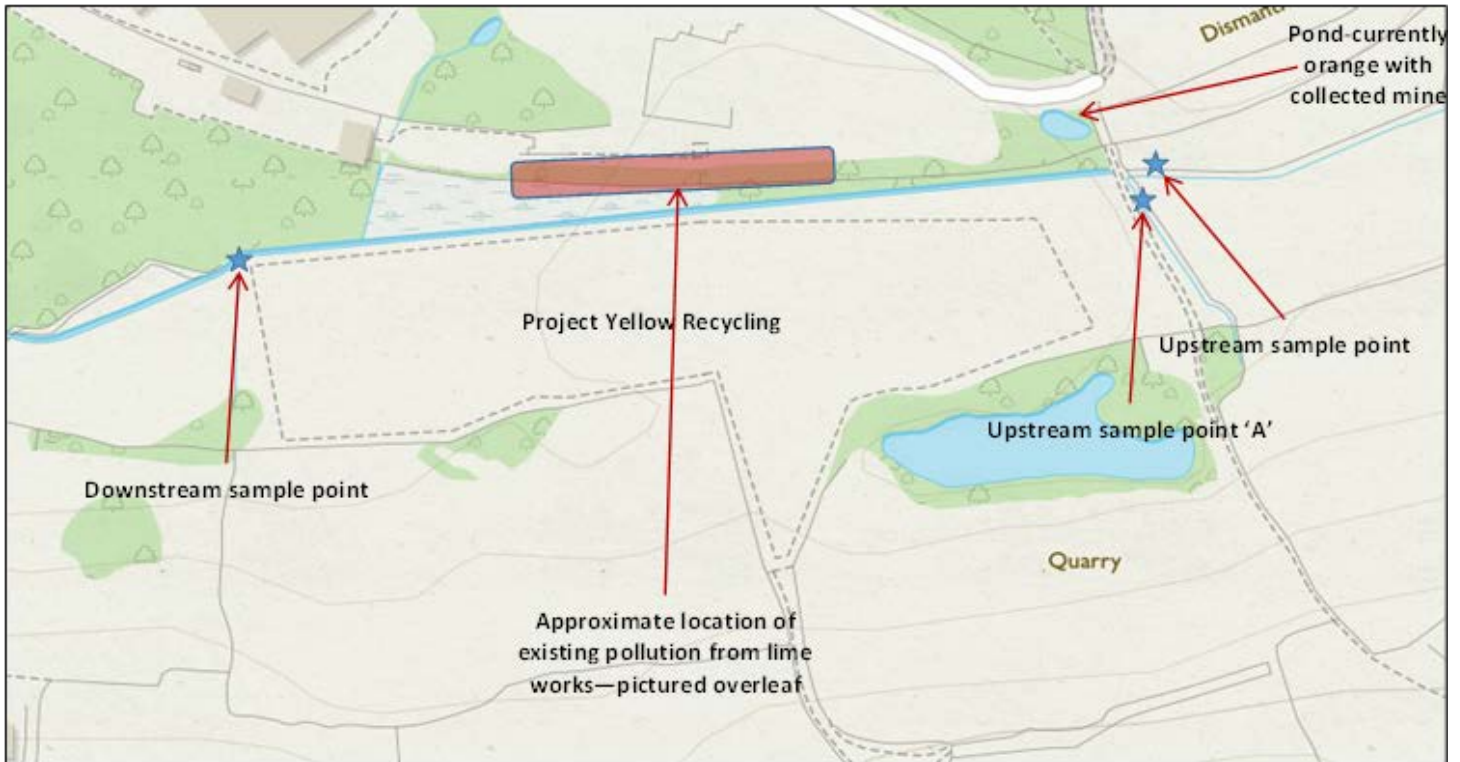 Pond-currently
orange with
collected mine
Project Yellow Recycling
Upstream sample point
Upstream sample point ‘A’
Downstream sample point
Quarry
Approximate location of
existing pollution from lime
works—pictured overleaf